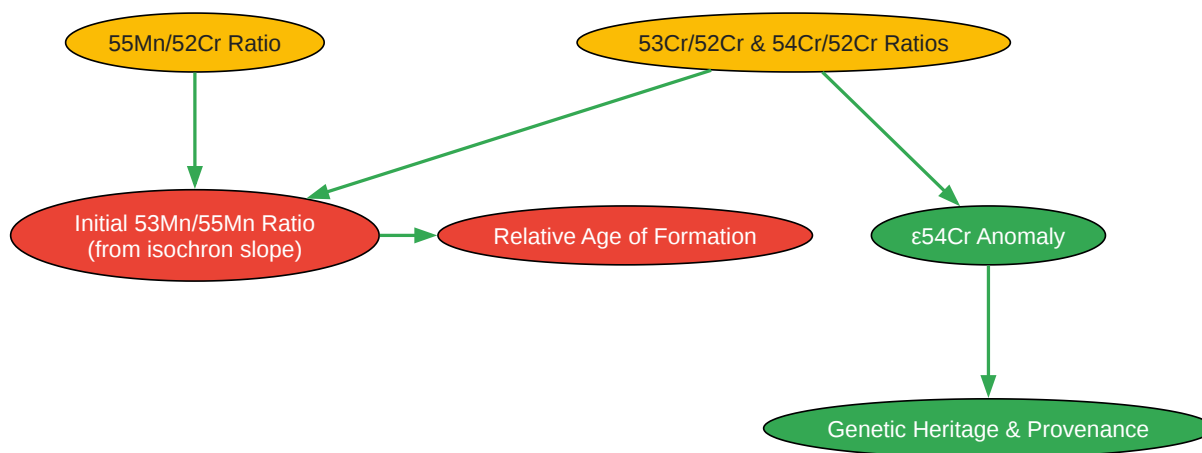 55Mn/52Cr Ratio
53Cr/52Cr & 54Cr/52Cr Ratios
Initial 53Mn/55Mn Ratio
(from isochron slope)
Relative Age of Formation
ε54Cr Anomaly
Genetic Heritage & Provenance